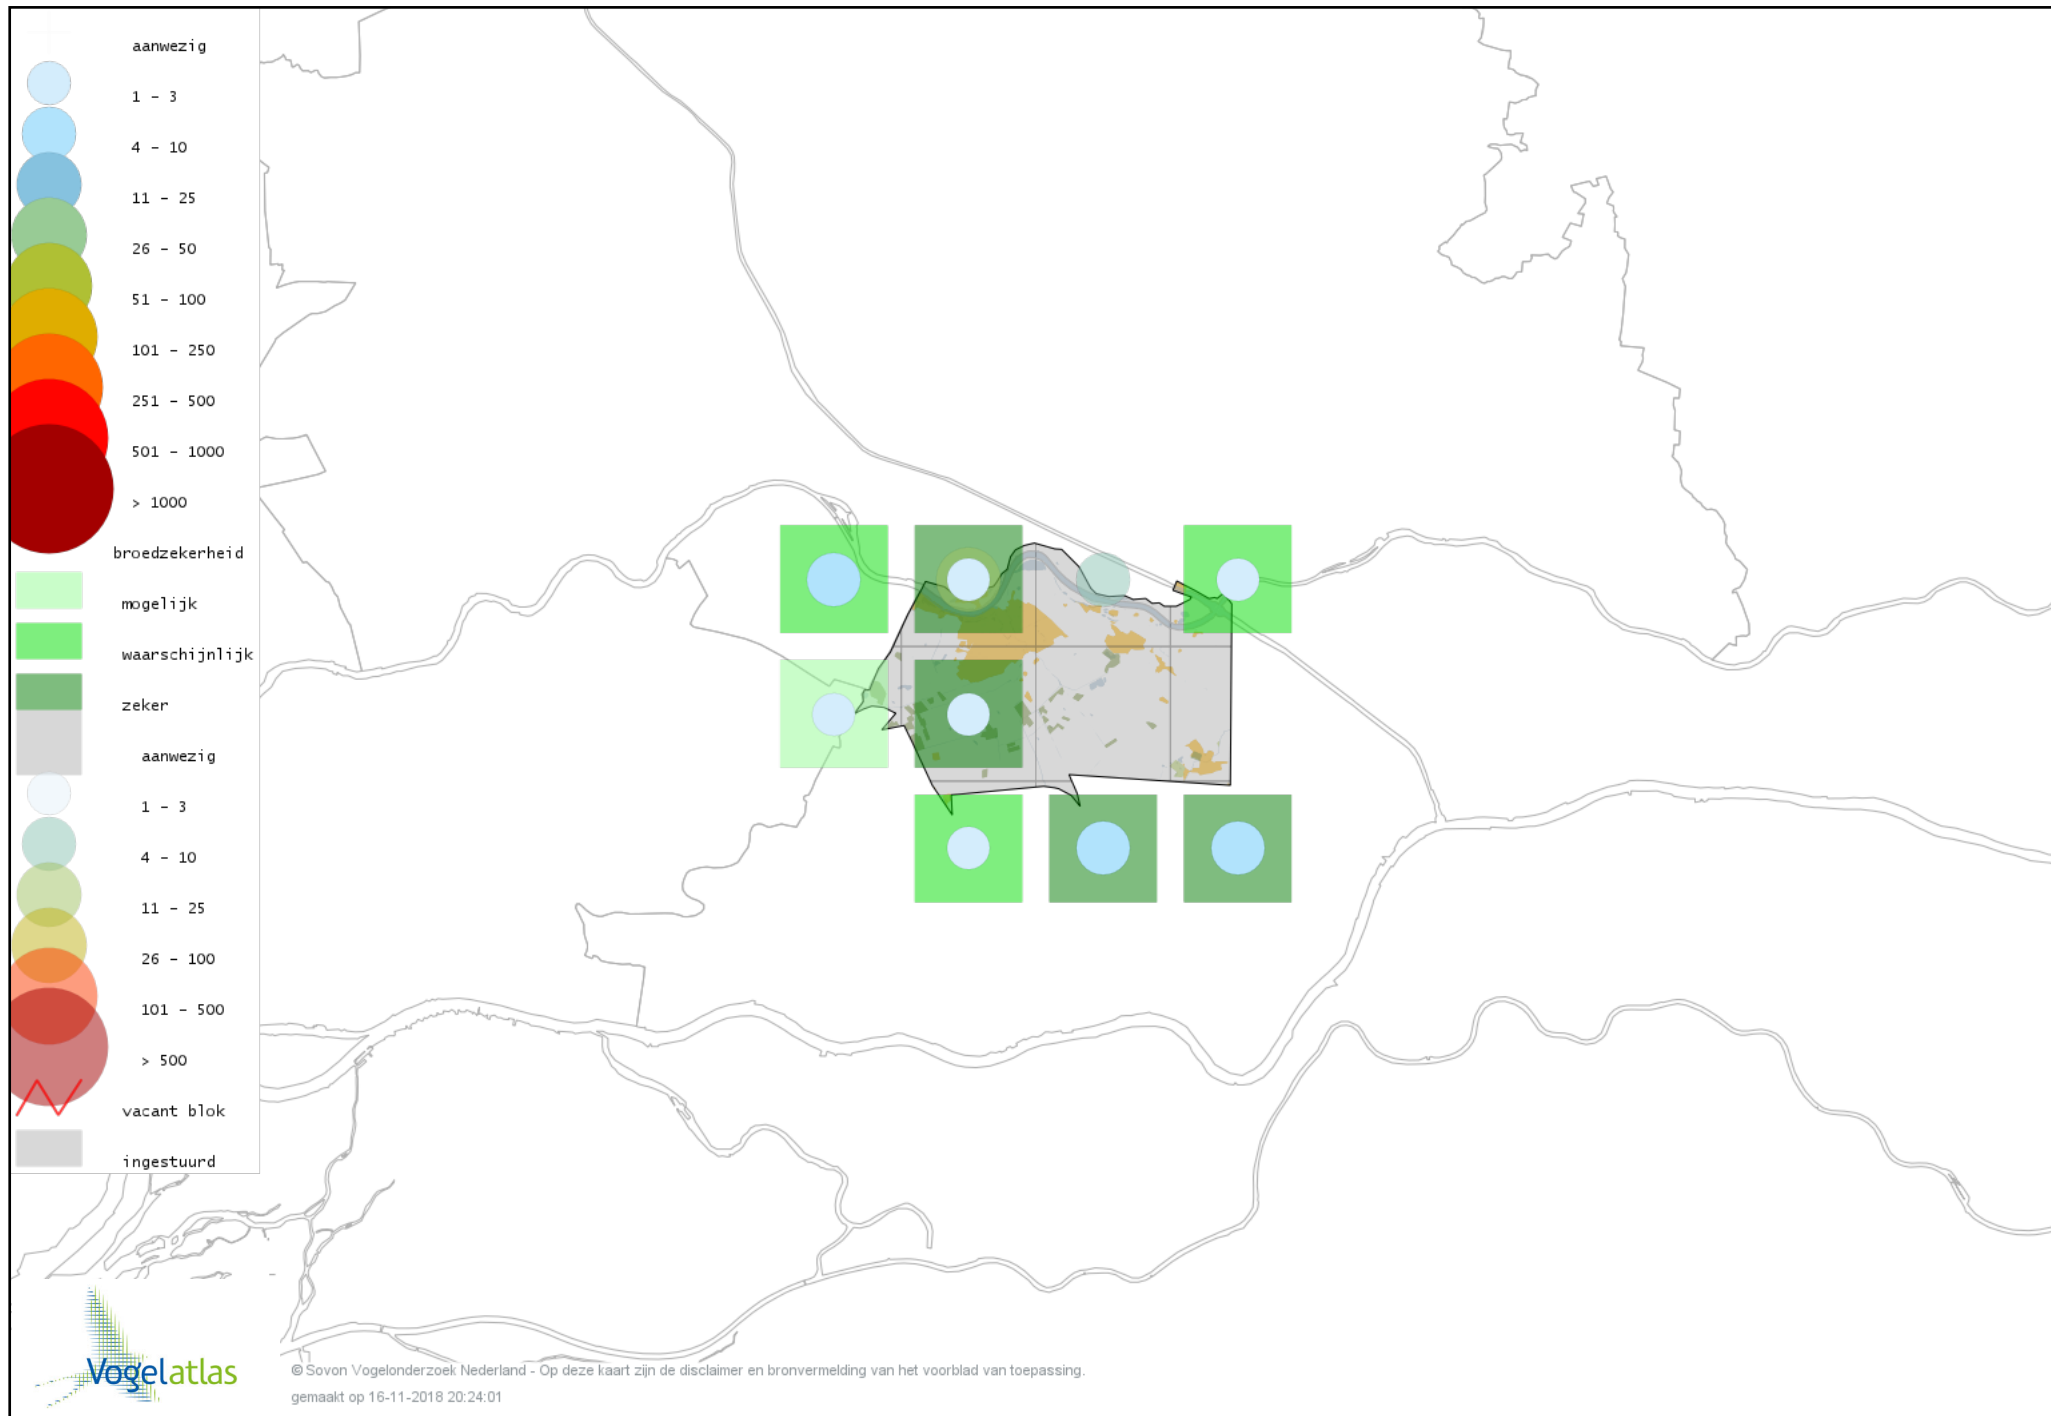 aanwezig
1 - 3
4 - 10
11 - 25
26 - 50
51 - 100
101 - 250
251 - 500
501 - 1000
> 1000
broedzekerheid
mogelijk
waarschijnlijk
zeker
aanwezig
1 - 3
4 - 10
11 - 25
26 - 100
101 - 500
> 500
vacant blok
ingestuurd
Vogelatlas
© Sovon Vogelonderzoek Nederland - Op deze kaart zijn de disclaimer en bronvermelding van het voorblad van toepassing.
gemaakt op 16-11-2018 20:24:01